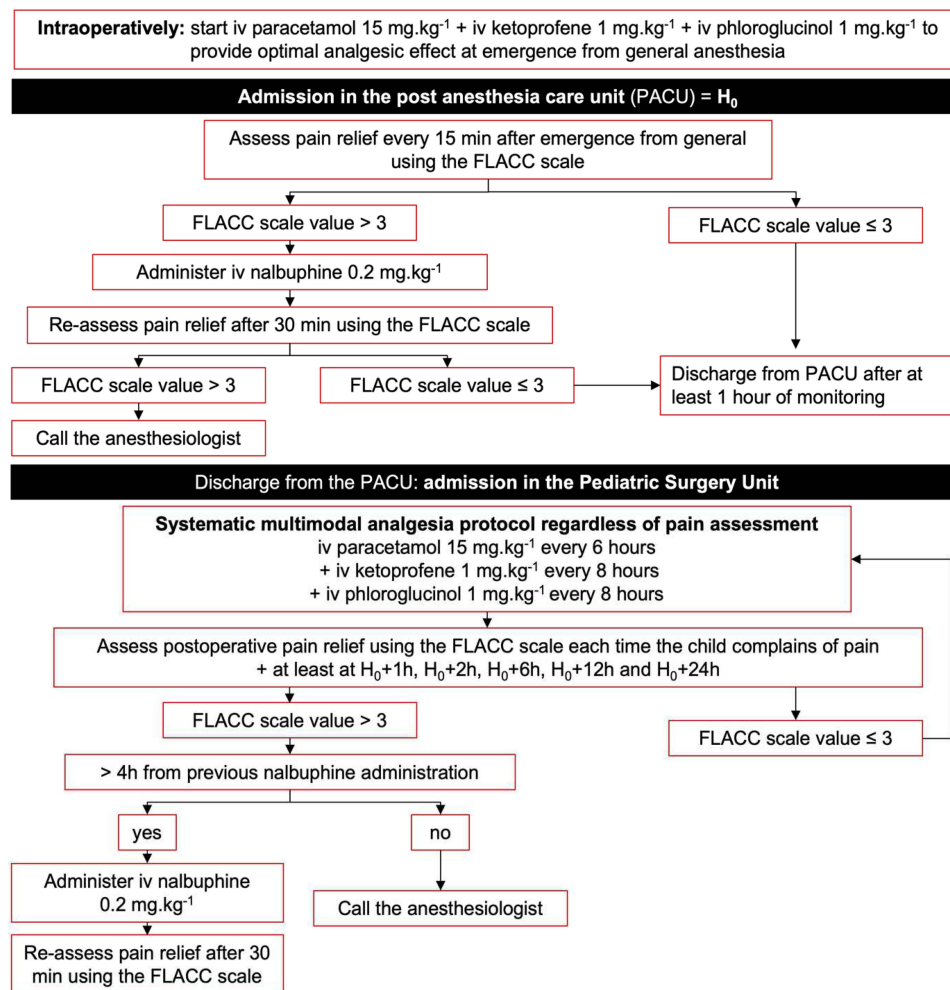 Intraoperatively: start iv paracetamol 15 mg.kg⁻¹ + iv ketoprofene 1 mg.kg⁻¹ + iv phloroglucinol 1 mg.kg⁻¹ to
provide optimal analgesic effect at emergence from general anesthesia
Admission in the post anesthesia care unit (PACU) = H₀
Assess pain relief every 15 min after emergence from general
using the FLACC scale
FLACC scale value > 3
FLACC scale value ≤ 3
Administer iv nalbuphine 0.2 mg.kg⁻¹
Re-assess pain relief after 30 min using the FLACC scale
FLACC scale value > 3
FLACC scale value ≤ 3
Discharge from PACU after at
least 1 hour of monitoring
Call the anesthesiologist
Discharge from the PACU: admission in the Pediatric Surgery Unit
Systematic multimodal analgesia protocol regardless of pain assessment
iv paracetamol 15 mg.kg⁻¹ every 6 hours
+ iv ketoprofene 1 mg.kg⁻¹ every 8 hours
+ iv phloroglucinol 1 mg.kg⁻¹ every 8 hours
Assess postoperative pain relief using the FLACC scale each time the child complains of pain
+ at least at H₀+1h, H₀+2h, H₀+6h, H₀+12h and H₀+24h
FLACC scale value > 3
FLACC scale value ≤ 3
> 4h from previous nalbuphine administration
yes
no
Administer iv nalbuphine
0.2 mg.kg⁻¹
Call the anesthesiologist
Re-assess pain relief after 30
min using the FLACC scale